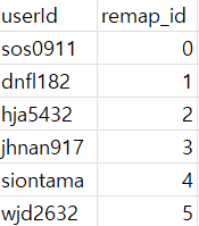 userId remap_id
sos0911 0
dnfl182 1
hja5432 2
jhnan917 3
siontama 4
wjd2632 5